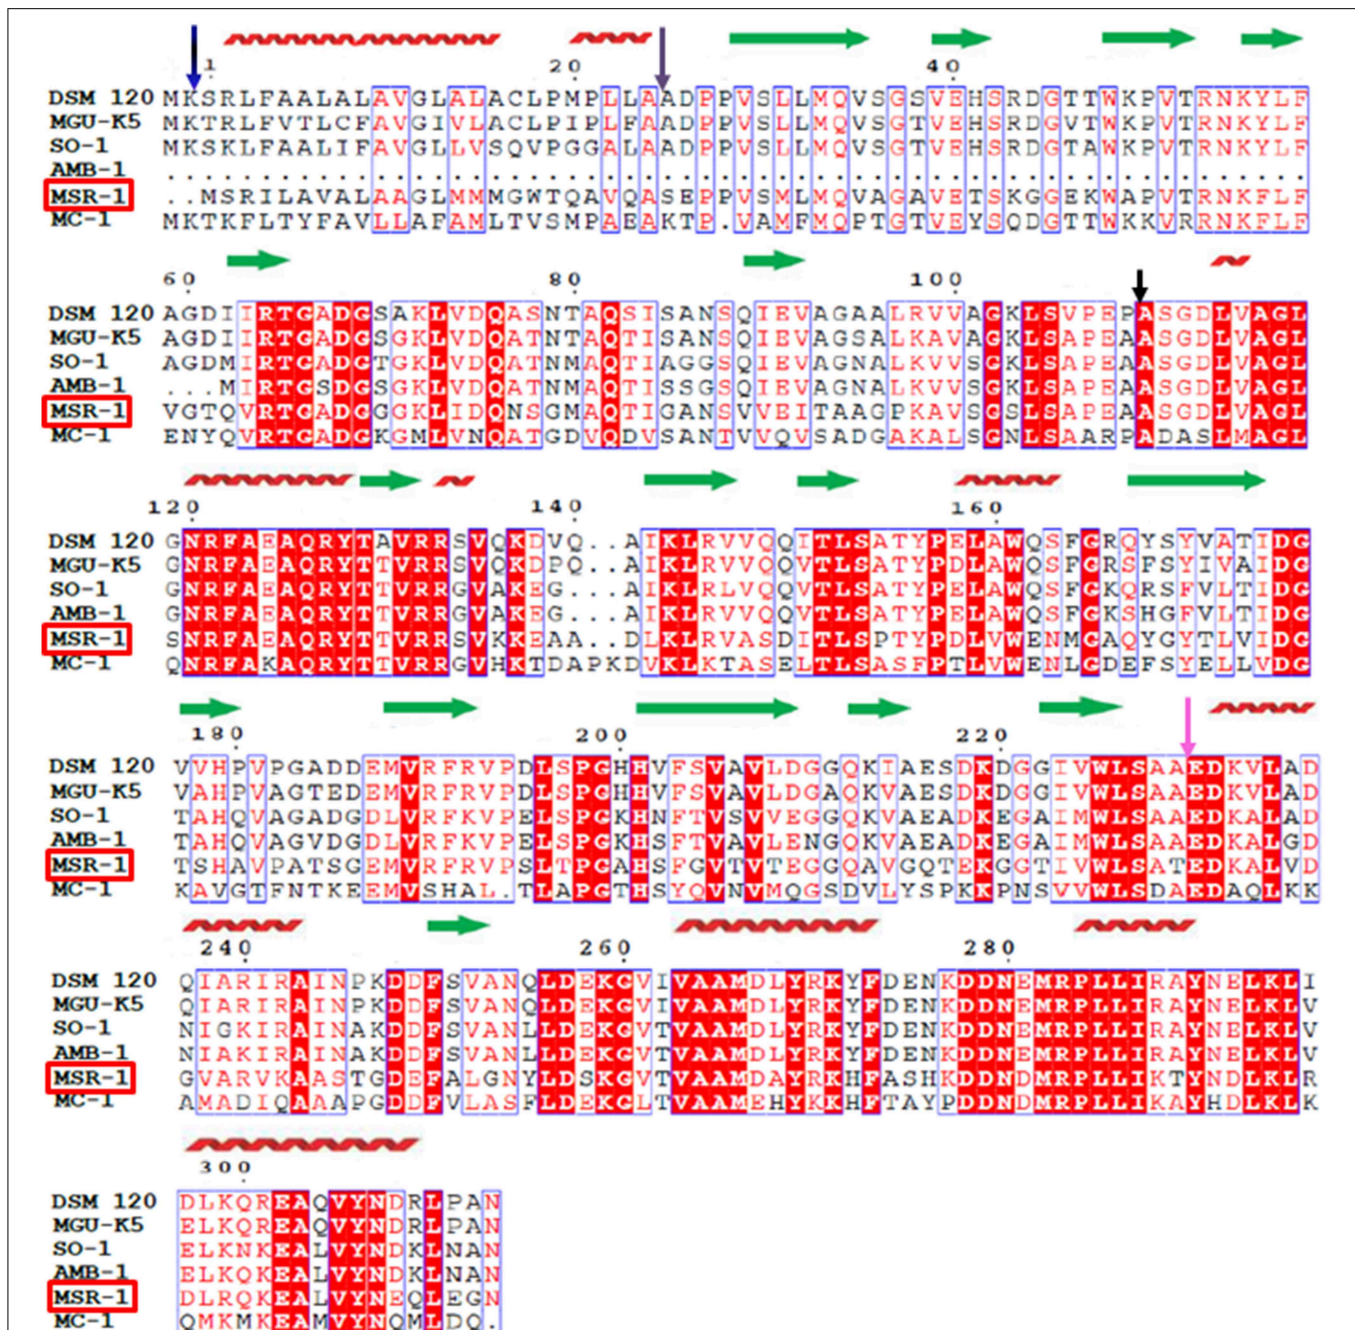 1 20 40
DSM 120 MKSRLFAALALAVGLALACLPMPLLAADPPVSLLMQVSGSVEHSRDGTTWKPVTRNKYLF
MGU-K5 MKTRLFVTLCFAVGIVLACLPIPLFAADPPVSLLMQVSGTVEHSRDGVTWKPVTRNKYLF
SO-1 MKSKLFAALIFAVGLLVSQVPGGALAADPPVSLLMQVSGTVEHSRDGTAWKPVTRNKYLF
AMB-1 ............................................................
MSR-1 ..MSRILAVALAAGLMMMGWTQAVQASEPPVSMLMQVAGAVETSKGGEKWAPVTRNKFLF
MC-1 MKTKFLTYFAVLLAFAMLTVSMPAEAKTP.VAMFMQPTGTVEYSQDGTTWKKVRRNKFLF
60 80 100
DSM 120 AGDIIRTGADGSAKLVDQASNTAQSISANSQIEVAGAALRVVAGKLSVPEPASGDLVAGL
MGU-K5 AGDIIRTGADGSGKLVDQATNTAQTISANSQIEVAGSALKAVAGKLSAPEAASGDLVAGL
SO-1 AGDMIRTGADGTGKLVDQATNMAQTIAGGSQIEVAGNALKVVSGKLSAPEAASGDLVAGL
AMB-1 ...MIRTGSDGSGKLVDQATNMAQTISSGSQIEVAGNALKVVSGKLSAPEAASGDLVAGL
MSR-1 VGTQVRTGADGGGKLIDQNSGMAQTIGANSVVEITAAGPKAVSGSLSAPEAASGDLVAGL
MC-1 ENYQVRTGADGKGMLVNQATGDVQDVSANTVVQVSADGAKALSGNLSAARPADASLMAGL
120 140 160
DSM 120 GNRFAEAQRYTAVRRSVQKDVQ..AIKLRVVQQITLSATYPELAWQSFGRQYSYVATIDG
MGU-K5 GNRFAEAQRYTTVRRSVQKDPQ..AIKLRVVQQVTLSATYPDLAWQSFGRSFSYIVAIDG
SO-1 GNRFAEAQRYTTVRRGVAKEG...AIKLRLVQQVTLSATYPELAWQSFGKQRSFVLTIDG
AMB-1 GNRFAEAQRYTTVRRGVAKEG...AIKLRVVQQVTLSATYPELAWQSFGKSHGFVLTIDG
MSR-1 SNRFAEAQRYTTVRRSVKKEAA..DLKLRVASDITLSPTYPDLVWENMGAQYGYTLVIDG
MC-1 QNRFAKAQRYTTVRRGVHKTDAPKDVKLKTASELTLSASFPTLVWENLGDEFSYELLVDG
180 200 220
DSM 120 VVHPVPGADDEMVRFRVPDLSPGHHVFSVAVLDGGQKIAESDKDGGIVWLSAAEDKVLAD
MGU-K5 VAHPVAGTEDEMVRFRVPDLSPGHHVFSVAVLDGAQKVAESDKDGGIVWLSAAEDKVLAD
SO-1 TAHQVAGADGDLVRFKVPELSPGKHNFTVSVVEGGQKVAEADKEGAIMWLSAAEDKALAD
AMB-1 TAHQVAGVDGDLVRFKVPELSPGKHSFTVAVLENGQKVAEADKEGAIMWLSAAEDKALGD
MSR-1 TSHAVPATSGEMVRFRVPSLTPGAHSFGVTVTEGGQAVGQTEKGGTIVWLSATEDKALVD
MC-1 KAVGTFNTKEEMVSHAL.TLAPGTHSYQVNVMQGSDVLYSPKKPNSVVWLSDAEDAQLKK
240 260 280
DSM 120 QIARIRAINPKDDFSVANQLDEKGVIVAAMDLYRKYFDENKDDNEMRPLLIRAYNELKLI
MGU-K5 QIARIRAINPKDDFSVANQLDEKGVIVAAMDLYRKYFDENKDDNEMRPLLIRAYNELKLV
SO-1 NIGKIRAINAKDDFSVANLLDEKGVTVAAMDLYRKYFDENKDDNEMRPLLIRAYNELKLV
AMB-1 NIAKIRAINAKDDFSVANLLDEKGVTVAAMDLYRKYFDENKDDNEMRPLLIRAYNELKLV
MSR-1 GVARVKAASTGDEFALGNYLDSKGVTVAAMDAYRKHFASHKDDNDMRPLLIKTYNDLKLR
MC-1 AMADIQAAAPGDDFVLASFLDEKGLTVAAMEHYKKHFTAYPDDNDMRPLLIKAYHDLKLK
300
DSM 120 DLKQREAQVYNDRLPAN
MGU-K5 ELKQREAQVYNDRLPAN
SO-1 ELKNKEALVYNDKLNAN
AMB-1 ELKQKEALVYNDKLNAN
MSR-1 DLRQKEALVYNEQLEGN
MC-1 QMKMKEAMVYNQMLDQ.